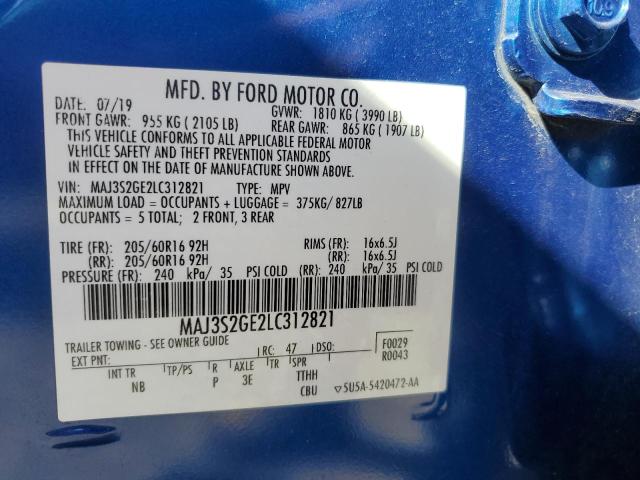 10.9
MFD. BY FORD MOTOR CO.
DATE: 07/19 GVWR: 1810 KG ( 3990 LB)
FRONT GAWR: 955 KG ( 2105 LB) REAR GAWR: 865 KG ( 1907 LB)
THIS VEHICLE CONFORMS TO ALL APPLICABLE FEDERAL MOTOR
VEHICLE SAFETY AND THEFT PREVENTION STANDARDS
IN EFFECT ON THE DATE OF MANUFACTURE SHOWN ABOVE.
VIN: MAJ3S2GE2LC312821 TYPE: MPV
MAXIMUM LOAD = OCCUPANTS + LUGGAGE = 375KG/ 827LB
OCCUPANTS = 5 TOTAL; 2 FRONT, 3 REAR
TIRE (FR): 205/60R16 92H RIMS (FR): 16x6.5J
(RR): 205/60R16 92H (RR): 16x6.5J
PRESSURE (FR): 240 kPa/ 35 PSI COLD (RR): 240 kPa/ 35 PSI COLD
MAJ3S2GE2LC312821
TRAILER TOWING - SEE OWNER GUIDE
EXT PNT: RC: 47 DSO: F0029
R0043
INT TR TP/PS R AXLE TR SPR
NB P 3E TTHH
CBU ▽5U5A-5420472-AA